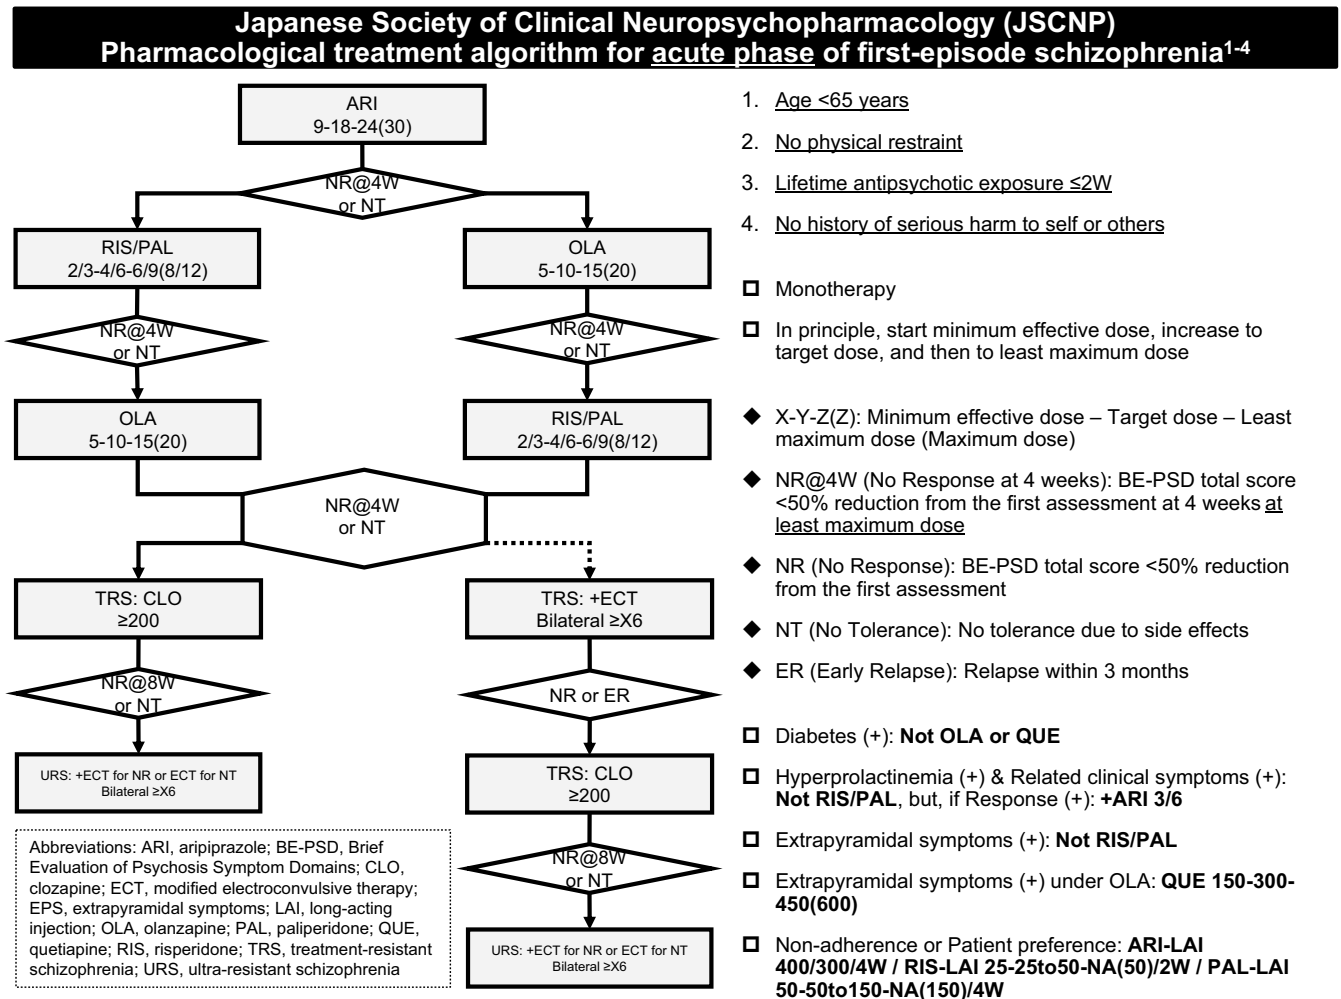 Japanese Society of Clinical Neuropsychopharmacology (JSCNP)
Pharmacological treatment algorithm for acute phase of first-episode schizophrenia1-4
ARI
9-18-24(30)
NR@4W
or NT
RIS/PAL
2/3-4/6-6/9(8/12)
OLA
5-10-15(20)
NR@4W
or NT
NR@4W
or NT
OLA
5-10-15(20)
RIS/PAL
2/3-4/6-6/9(8/12)
NR@4W
or NT
TRS: CLO
≥200
TRS: +ECT
Bilateral ≥X6
NR@8W
or NT
NR or ER
URS: +ECT for NR or ECT for NT
Bilateral ≥X6
TRS: CLO
≥200
NR@8W
or NT
URS: +ECT for NR or ECT for NT
Bilateral ≥X6
Abbreviations: ARI, aripiprazole; BE-PSD, Brief
Evaluation of Psychosis Symptom Domains; CLO,
clozapine; ECT, modified electroconvulsive therapy;
EPS, extrapyramidal symptoms; LAI, long-acting
injection; OLA, olanzapine; PAL, paliperidone; QUE,
quetiapine; RIS, risperidone; TRS, treatment-resistant
schizophrenia; URS, ultra-resistant schizophrenia
1. Age <65 years
2. No physical restraint
3. Lifetime antipsychotic exposure ≤2W
4. No history of serious harm to self or others
Monotherapy
In principle, start minimum effective dose, increase to
target dose, and then to least maximum dose
X-Y-Z(Z): Minimum effective dose – Target dose – Least
maximum dose (Maximum dose)
NR@4W (No Response at 4 weeks): BE-PSD total score
<50% reduction from the first assessment at 4 weeks at
least maximum dose
NR (No Response): BE-PSD total score <50% reduction
from the first assessment
NT (No Tolerance): No tolerance due to side effects
ER (Early Relapse): Relapse within 3 months
Diabetes (+): Not OLA or QUE
Hyperprolactinemia (+) & Related clinical symptoms (+):
Not RIS/PAL, but, if Response (+): +ARI 3/6
Extrapyramidal symptoms (+): Not RIS/PAL
Extrapyramidal symptoms (+) under OLA: QUE 150-300-
450(600)
Non-adherence or Patient preference: ARI-LAI
400/300/4W / RIS-LAI 25-25to50-NA(50)/2W / PAL-LAI
50-50to150-NA(150)/4W